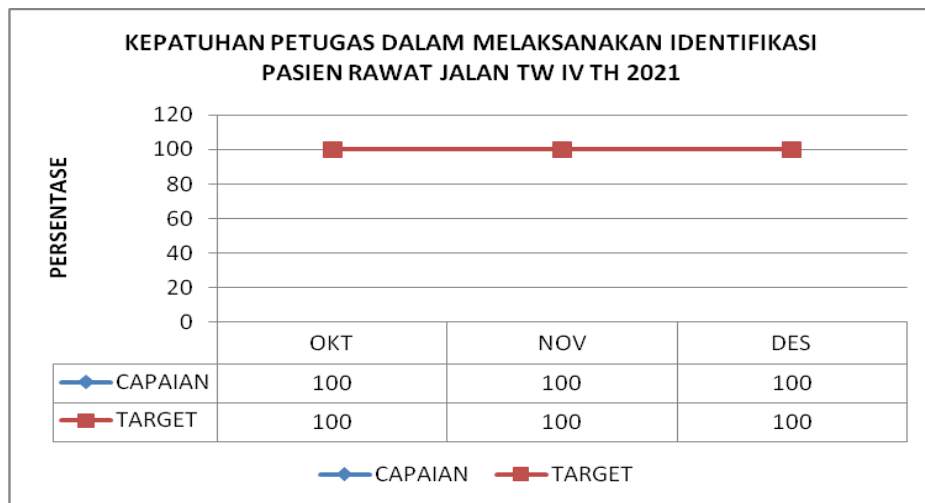 KEPATUHAN PETUGAS DALAM MELAKSANAKAN IDENTIFIKASI
PASIEN RAWAT JALAN TW IV TH 2021
PERSENTASE
120
100
80
60
40
20
0
OKT NOV DES
CAPAIAN 100 100 100
TARGET 100 100 100
CAPAIAN TARGET